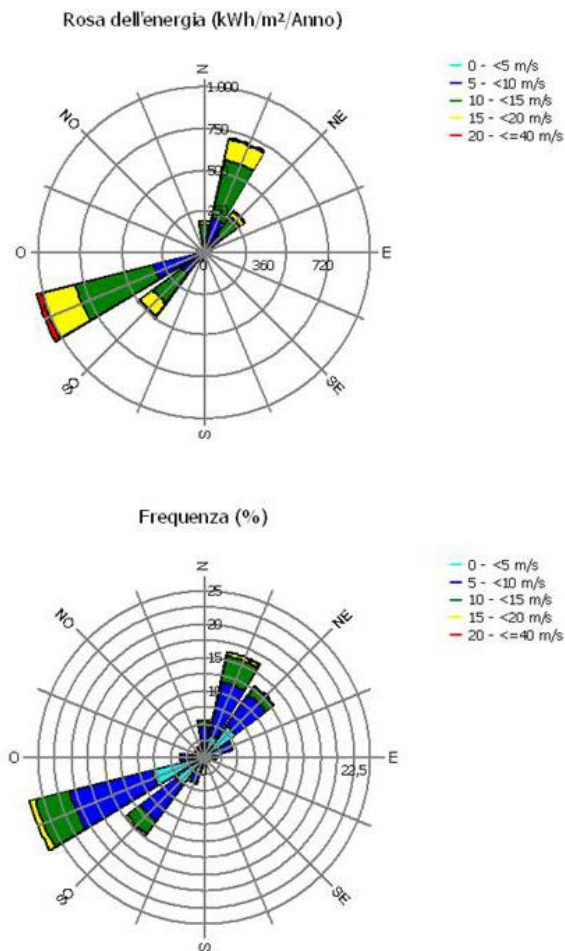 Rosa dell'energia (kWh/m²/Anno)
0 - <5 m/s
5 - <10 m/s
10 - <15 m/s
15 - <20 m/s
20 - <=40 m/s
N
1.000
NO
NE
750
500
O
0
360
720
E
SO
SE
S
Frequenza (%)
0 - <5 m/s
5 - <10 m/s
10 - <15 m/s
15 - <20 m/s
20 - <=40 m/s
N
25
NO
NE
20
15
10
O
22,5
E
SO
SE
S